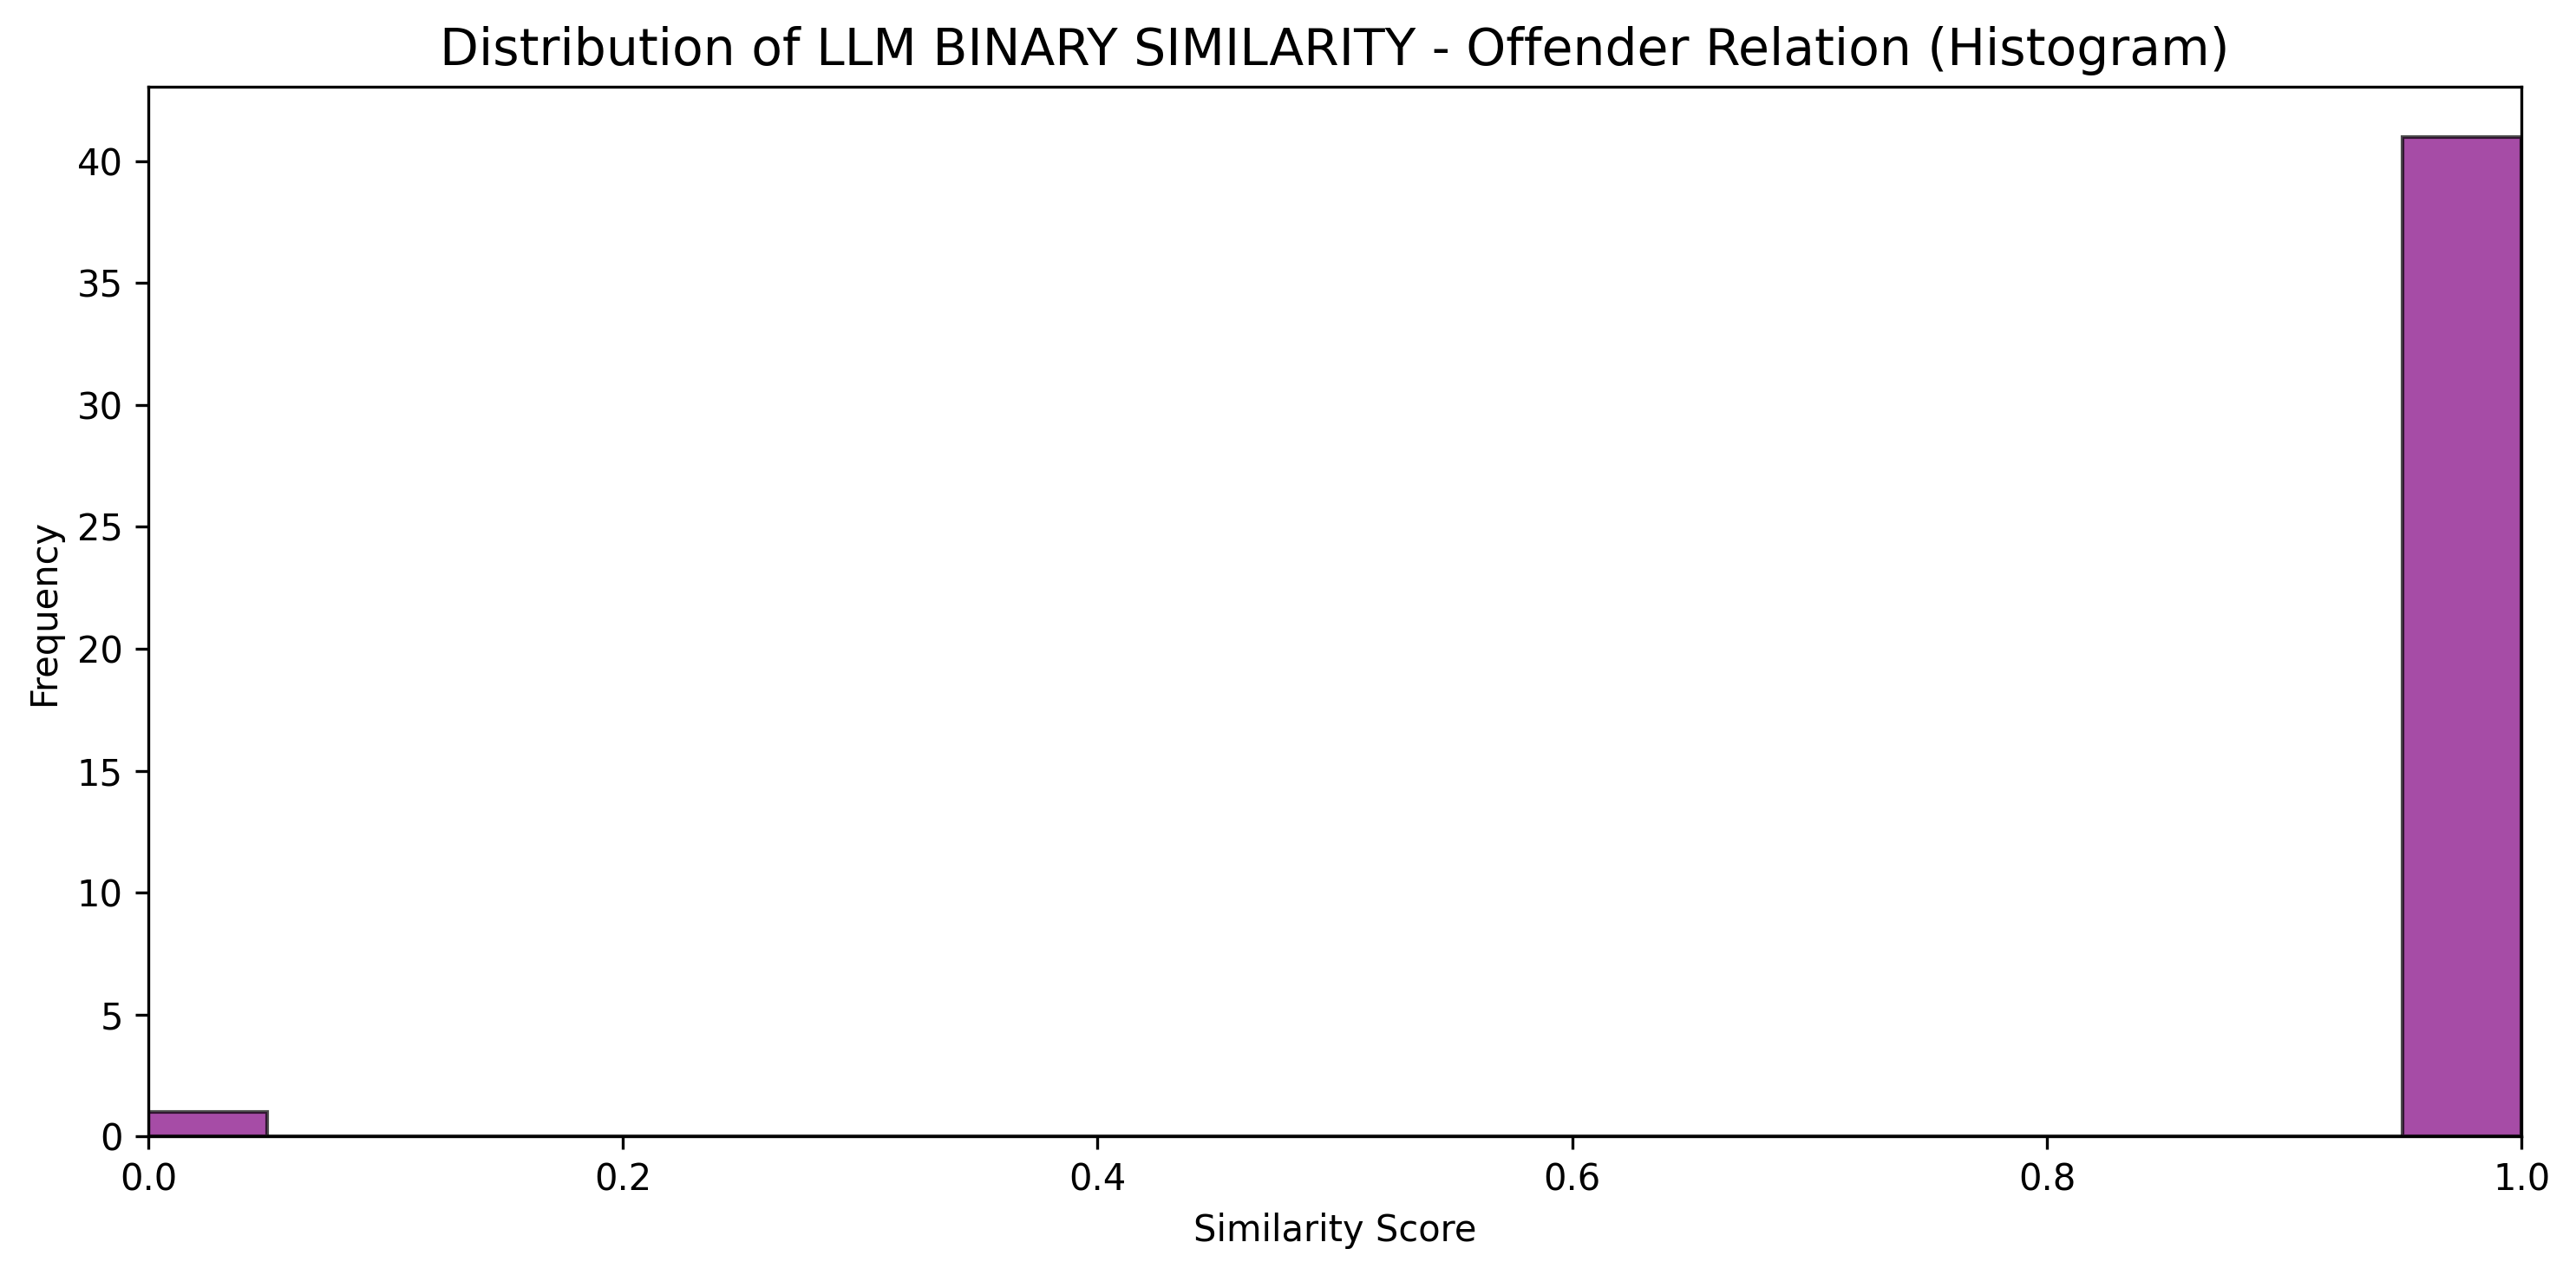 Distribution of LLM BINARY SIMILARITY - Offender Relation (Histogram)
Frequency
40
35
30
25
20
15
10
5
0
0.0 0.2 0.4 0.6 0.8 1.0
Similarity Score